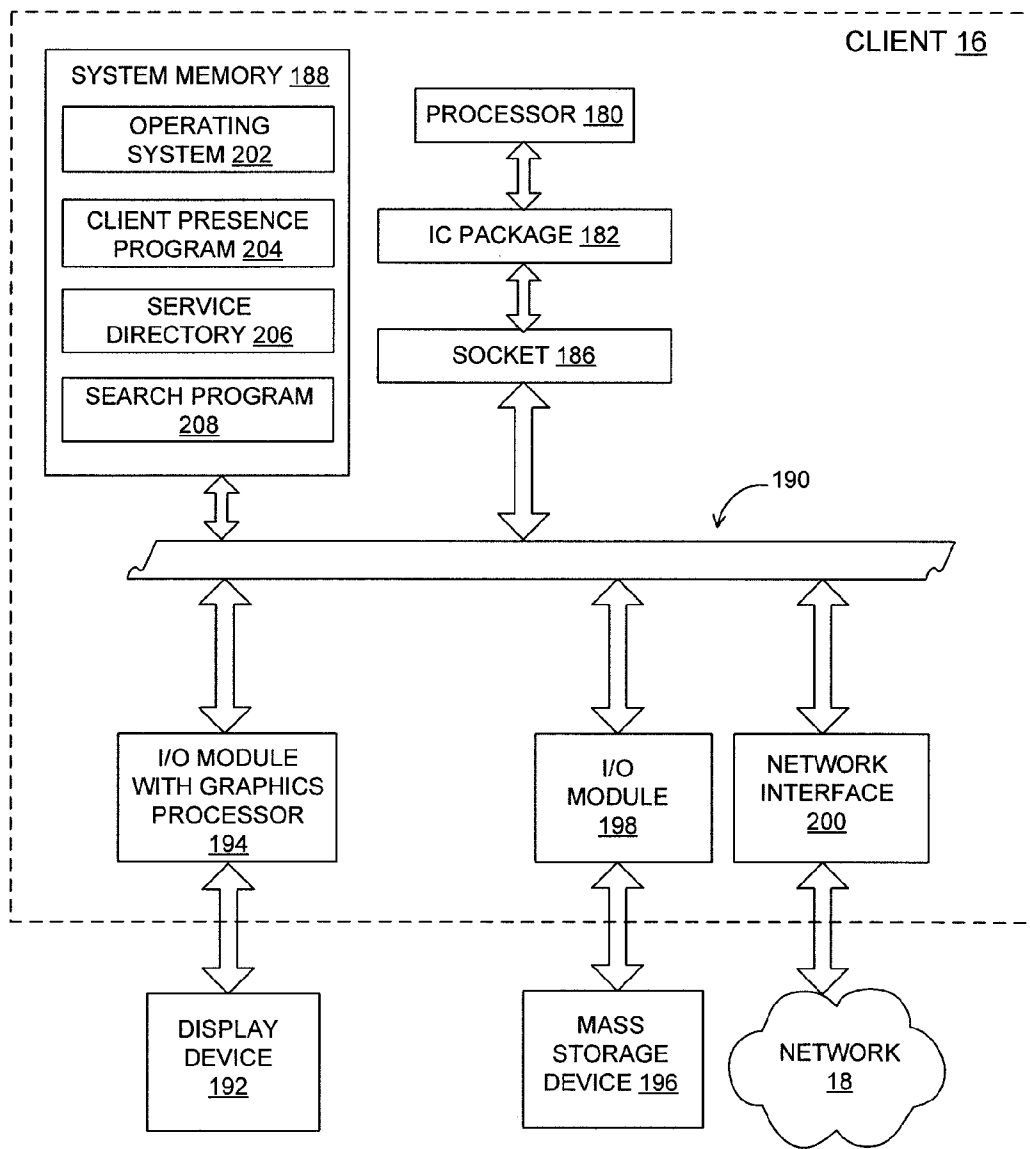 CLIENT 16
SYSTEM MEMORY 188
OPERATING
SYSTEM 202
CLIENT PRESENCE
PROGRAM 204
SERVICE
DIRECTORY 206
SEARCH PROGRAM
208
PROCESSOR 180
IC PACKAGE 182
SOCKET 186
190
I/O MODULE
WITH GRAPHICS
PROCESSOR
194
I/O
MODULE
198
NETWORK
INTERFACE
200
DISPLAY
DEVICE
192
MASS
STORAGE
DEVICE 196
NETWORK
18